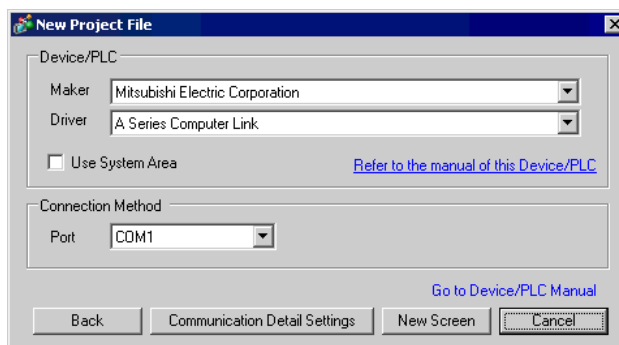 New Project File
Device/PLC
Maker Mitsubishi Electric Corporation
Driver A Series Computer Link
Use System Area Refer to the manual of this Device/PLC
Connection Method
Port COM1
Go to Device/PLC Manual
Back Communication Detail Settings New Screen Cancel